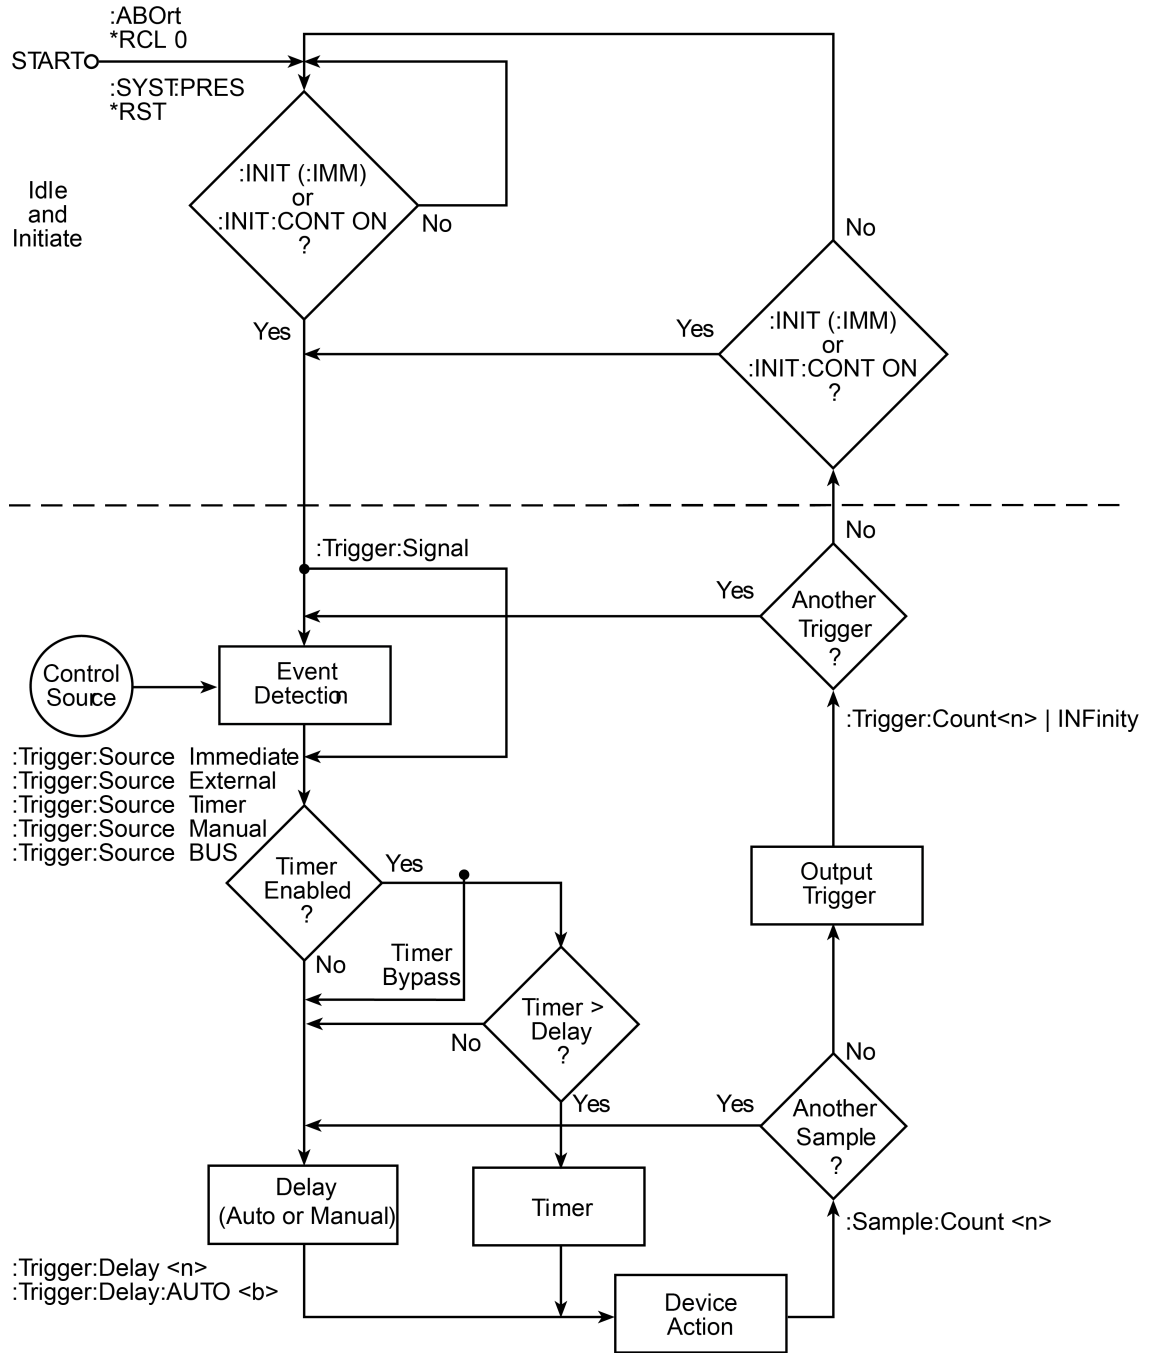 :ABOrt
*RCL 0
START
:SYST:PRES
*RST
Idle
and
Initiate
:INIT (:IMM)
or
:INIT:CONT ON
?
No
Yes
No
:INIT (:IMM)
or
:INIT:CONT ON
?
Yes
No
:Trigger:Signal
Yes
Another
Trigger
?
Control
Source
Event
Detection
:Trigger:Count<n> | INFinity
:Trigger:Source Immediate
:Trigger:Source External
:Trigger:Source Timer
:Trigger:Source Manual
:Trigger:Source BUS
Timer
Enabled
?
Yes
No
Timer
Bypass
Output
Trigger
Timer >
Delay
?
No
Yes
No
Yes
Another
Sample
?
Delay
(Auto or Manual)
Timer
:Sample:Count <n>
:Trigger:Delay <n>
:Trigger:Delay:AUTO <b>
Device
Action